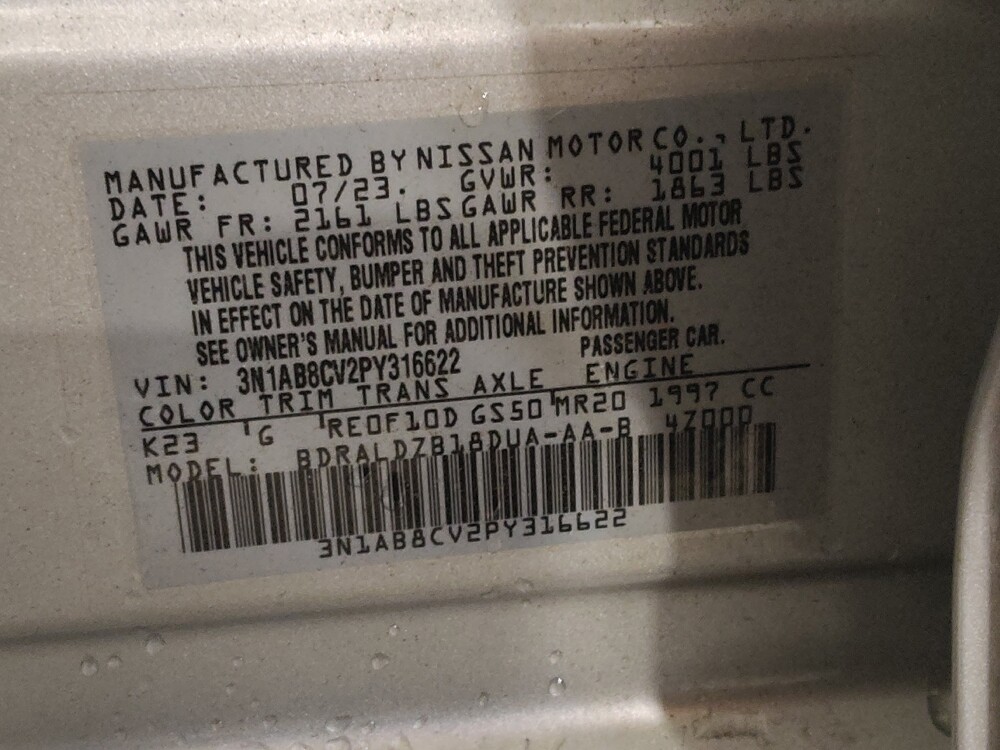 MANUFACTURED BY NISSAN MOTOR CO., LTD.
DATE: 07/23. GVWR: 4001 LBS
GAWR FR: 2161 LBS GAWR RR: 1863 LBS
THIS VEHICLE CONFORMS TO ALL APPLICABLE FEDERAL MOTOR
VEHICLE SAFETY, BUMPER AND THEFT PREVENTION STANDARDS
IN EFFECT ON THE DATE OF MANUFACTURE SHOWN ABOVE.
SEE OWNER'S MANUAL FOR ADDITIONAL INFORMATION.
VIN: 3N1AB8CV2PY316622 PASSENGER CAR.
COLOR TRIM TRANS AXLE ENGINE
K23 G RE0F10D GS50 MR20 1997 CC
MODEL: BDRALDZB18DUA-AA-B 4Z00D
3N1AB8CV2PY316622